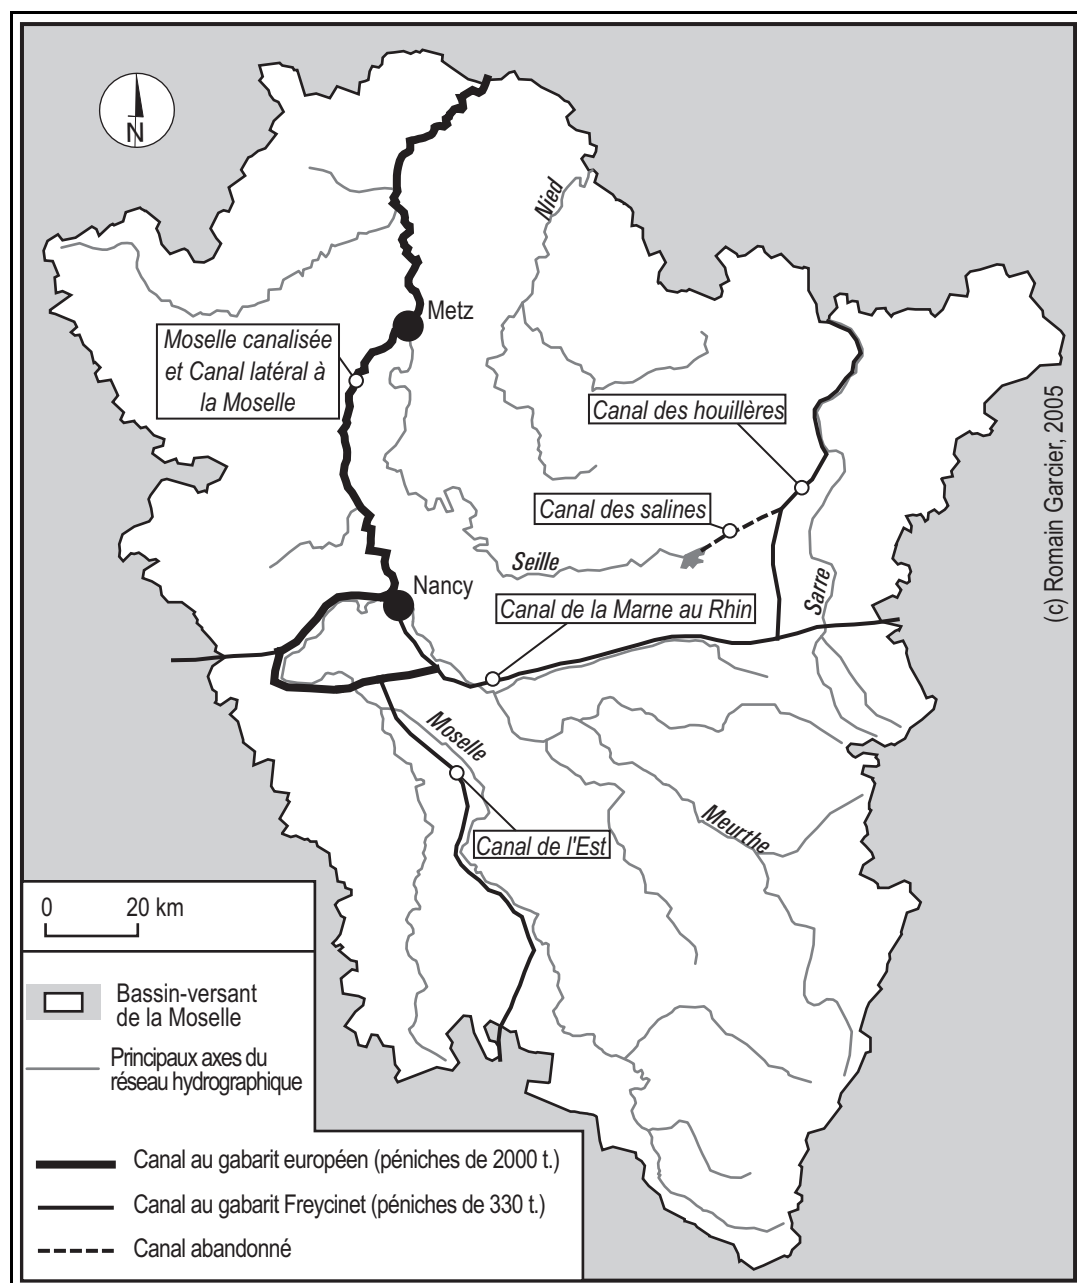 N
Nied
Metz
Moselle canalisée
et Canal latéral à
la Moselle
Canal des houillères
(c) Romain Garcier, 2005
Canal des salines
Seille
Sarre
Nancy
Canal de la Marne au Rhin
Moselle
Meurthe
Canal de l'Est
0 20 km
Bassin-versant
de la Moselle
Principaux axes du
réseau hydrographique
Canal au gabarit européen (péniches de 2000 t.)
Canal au gabarit Freycinet (péniches de 330 t.)
Canal abandonné